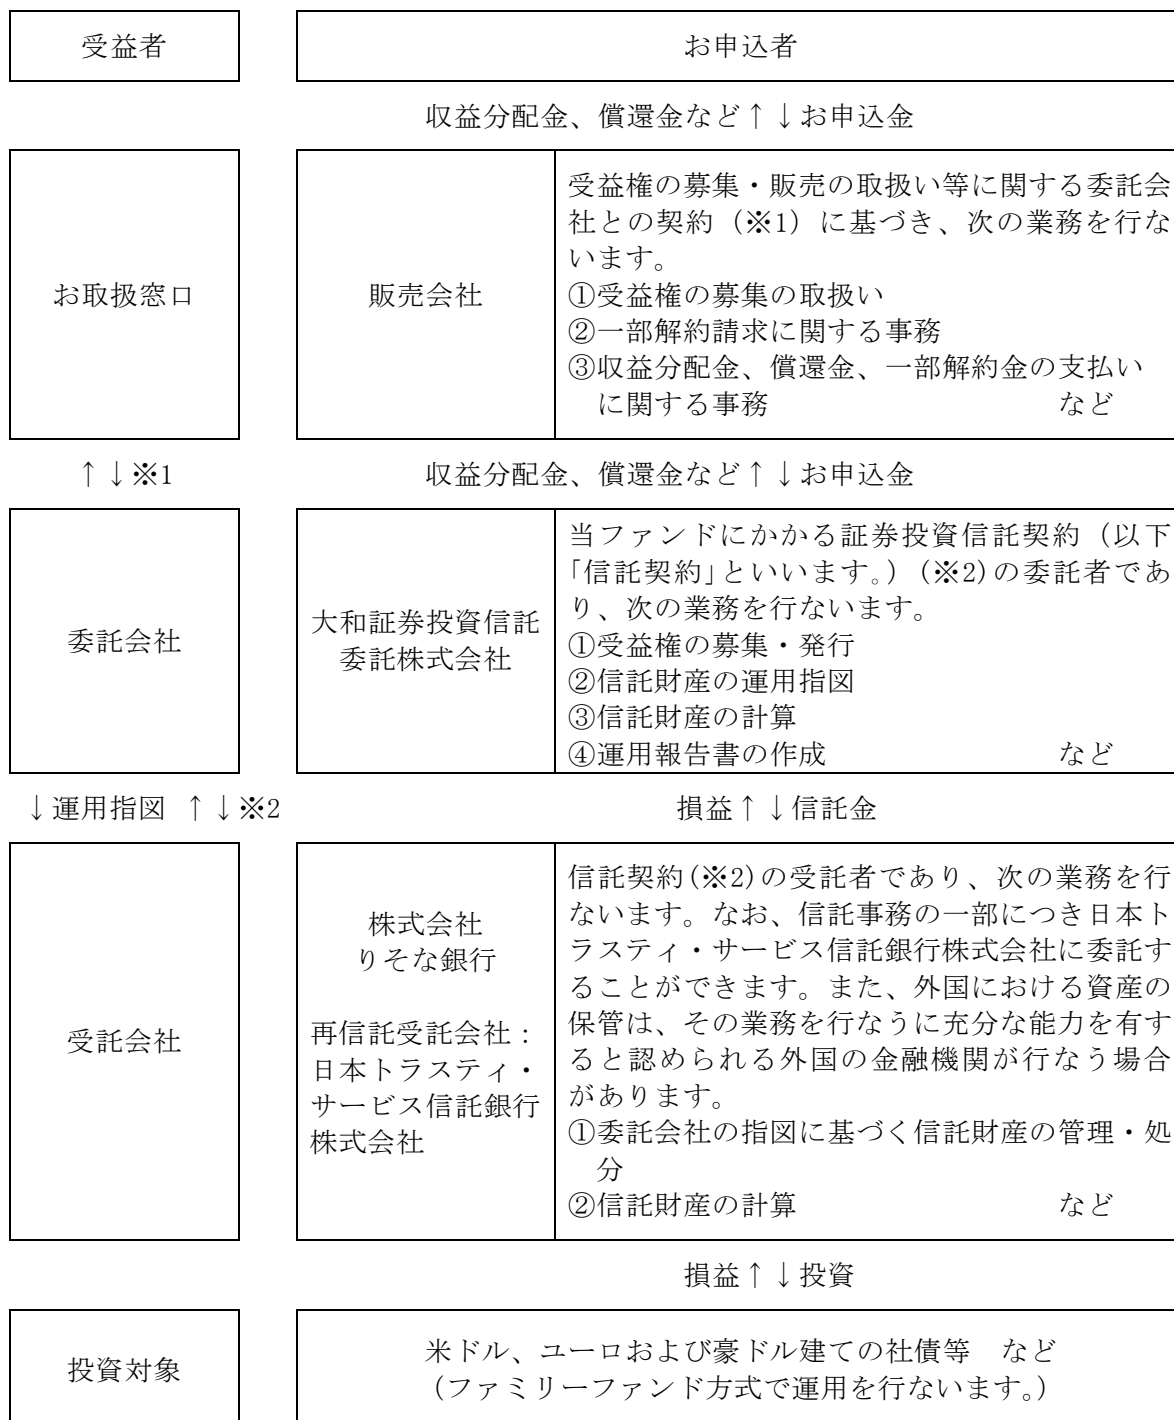 受益者
お申込者
収益分配金、償還金など↑↓お申込金
お取扱窓口
販売会社
受益権の募集・販売の取扱い等に関する委託会
社との契約（※1）に基づき、次の業務を行な
います。
①受益権の募集の取扱い
②一部解約請求に関する事務
③収益分配金、償還金、一部解約金の支払い
に関する事務 など
↑↓※1
収益分配金、償還金など↑↓お申込金
委託会社
大和証券投資信託
委託株式会社
当ファンドにかかる証券投資信託契約（以下
「信託契約」といいます。）(※2)の委託者であ
り、次の業務を行ないます。
①受益権の募集・発行
②信託財産の運用指図
③信託財産の計算
④運用報告書の作成 など
↓運用指図 ↑↓※2
損益↑↓信託金
受託会社
株式会社
りそな銀行
再信託受託会社：
日本トラスティ・
サービス信託銀行
株式会社
信託契約(※2)の受託者であり、次の業務を行
ないます。なお、信託事務の一部につき日本ト
ラスティ・サービス信託銀行株式会社に委託す
ることができます。また、外国における資産の
保管は、その業務を行なうに充分な能力を有す
ると認められる外国の金融機関が行なう場合
があります。
①委託会社の指図に基づく信託財産の管理・処
分
②信託財産の計算 など
損益↑↓投資
投資対象
米ドル、ユーロおよび豪ドル建ての社債等 など
（ファミリーファンド方式で運用を行ないます。）